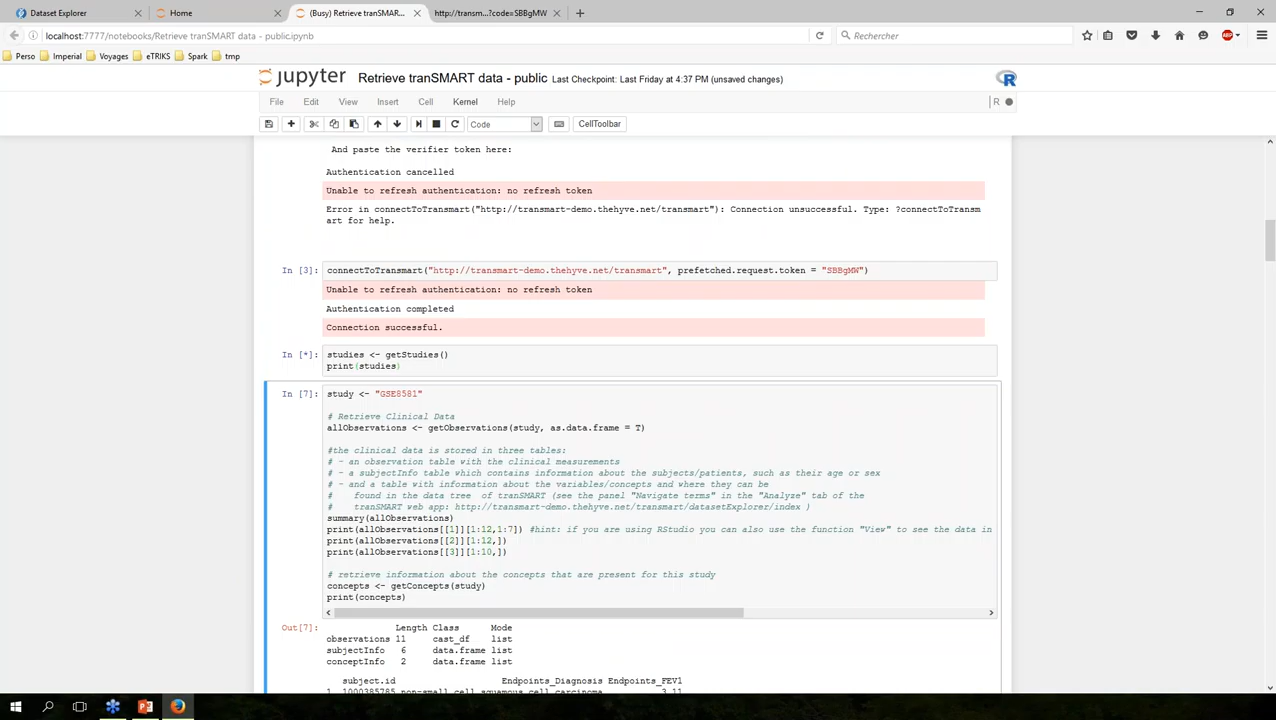 Dataset Explorer
Home
(Busy) Retrieve tranSMAR...
http://transm...?code=SBBgMW
localhost:7777/notebooks/Retrieve tranSMART data - public.ipynb
Rechercher
Perso
Imperial
Voyages
eTRIKS
Spark
tmp
jupyter Retrieve tranSMART data - public Last Checkpoint: Last Friday at 4:37 PM (unsaved changes)
File Edit View Insert Cell Kernel Help
R
Code
CellToolbar
And paste the verifier token here:
Authentication cancelled
Unable to refresh authentication: no refresh token
Error in connectToTransmart("http://transmart-demo.thehyve.net/transmart"): Connection unsuccessful. Type: ?connectToTransm
art for help.
In [3]: connectToTransmart("http://transmart-demo.thehyve.net/transmart", prefetched.request.token = "SBBgMW")
Unable to refresh authentication: no refresh token
Authentication completed
Connection successful.
In [*]: studies <- getStudies()
print(studies)
In [7]: study <- "GSE8581"
# Retrieve Clinical Data
allObservations <- getObservations(study, as.data.frame = T)
#the clinical data is stored in three tables:
# - an observation table with the clinical measurements
# - a subjectInfo table which contains information about the subjects/patients, such as their age or sex
# - and a table with information about the variables/concepts and where they can be
# found in the data tree of tranSMART (see the panel "Navigate terms" in the "Analyze" tab of the
# tranSMART web app: http://transmart-demo.thehyve.net/transmart/datasetExplorer/index )
summary(allObservations)
print(allObservations[[1]][1:12,1:7]) #hint: if you are using RStudio you can also use the function "View" to see the data in
print(allObservations[[2]][1:12,])
print(allObservations[[3]][1:10,])
# retrieve information about the concepts that are present for this study
concepts <- getConcepts(study)
print(concepts)
Out[7]: Length Class Mode
observations 11 cast_df list
subjectInfo 6 data.frame list
conceptInfo 2 data.frame list
subject.id Endpoints_Diagnosis Endpoints_FEV1
1 1000385785 non-small cell squamous cell carcinoma 3.11